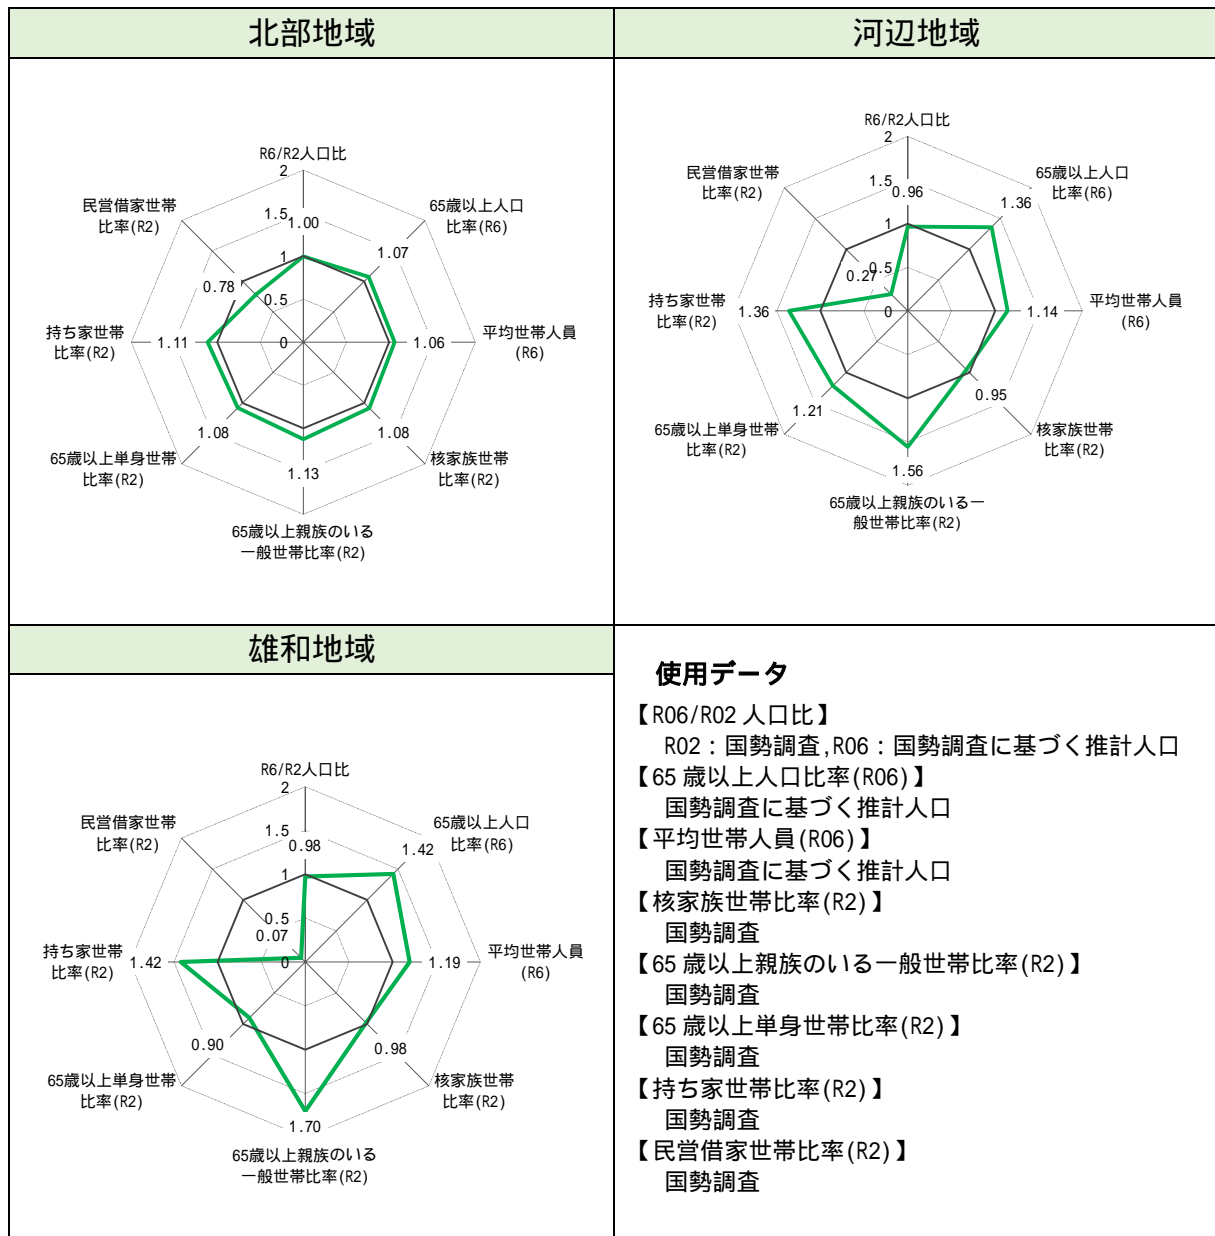 北部地域
R6/R2人口比
2
1.5
1.00
1
0.5
0
65歳以上人口
比率(R6)
1.07
平均世帯人員
(R6)
1.06
核家族世帯
比率(R2)
1.08
65歳以上親族のいる
一般世帯比率(R2)
1.13
65歳以上単身世帯
比率(R2)
1.08
持ち家世帯
比率(R2)
1.11
民営借家世帯
比率(R2)
0.78
河辺地域
R6/R2人口比
2
1.5
0.96
1
0.5
0
65歳以上人口
比率(R6)
1.36
平均世帯人員
(R6)
1.14
核家族世帯
比率(R2)
0.95
65歳以上親族のいる一
般世帯比率(R2)
1.56
65歳以上単身世帯
比率(R2)
1.21
持ち家世帯
比率(R2)
1.36
民営借家世帯
比率(R2)
0.27
雄和地域
R6/R2人口比
2
1.5
0.98
1
0.5
0
65歳以上人口
比率(R6)
1.42
平均世帯人員
(R6)
1.19
核家族世帯
比率(R2)
0.98
65歳以上親族のいる
一般世帯比率(R2)
1.70
65歳以上単身世帯
比率(R2)
0.90
持ち家世帯
比率(R2)
1.42
民営借家世帯
比率(R2)
0.07
使用データ
【R06/R02 人口比】
R02：国勢調査,R06：国勢調査に基づく推計人口
【65 歳以上人口比率(R06)】
国勢調査に基づく推計人口
【平均世帯人員(R06)】
国勢調査に基づく推計人口
【核家族世帯比率(R2)】
国勢調査
【65 歳以上親族のいる一般世帯比率(R2)】
国勢調査
【65 歳以上単身世帯比率(R2)】
国勢調査
【持ち家世帯比率(R2)】
国勢調査
【民営借家世帯比率(R2)】
国勢調査